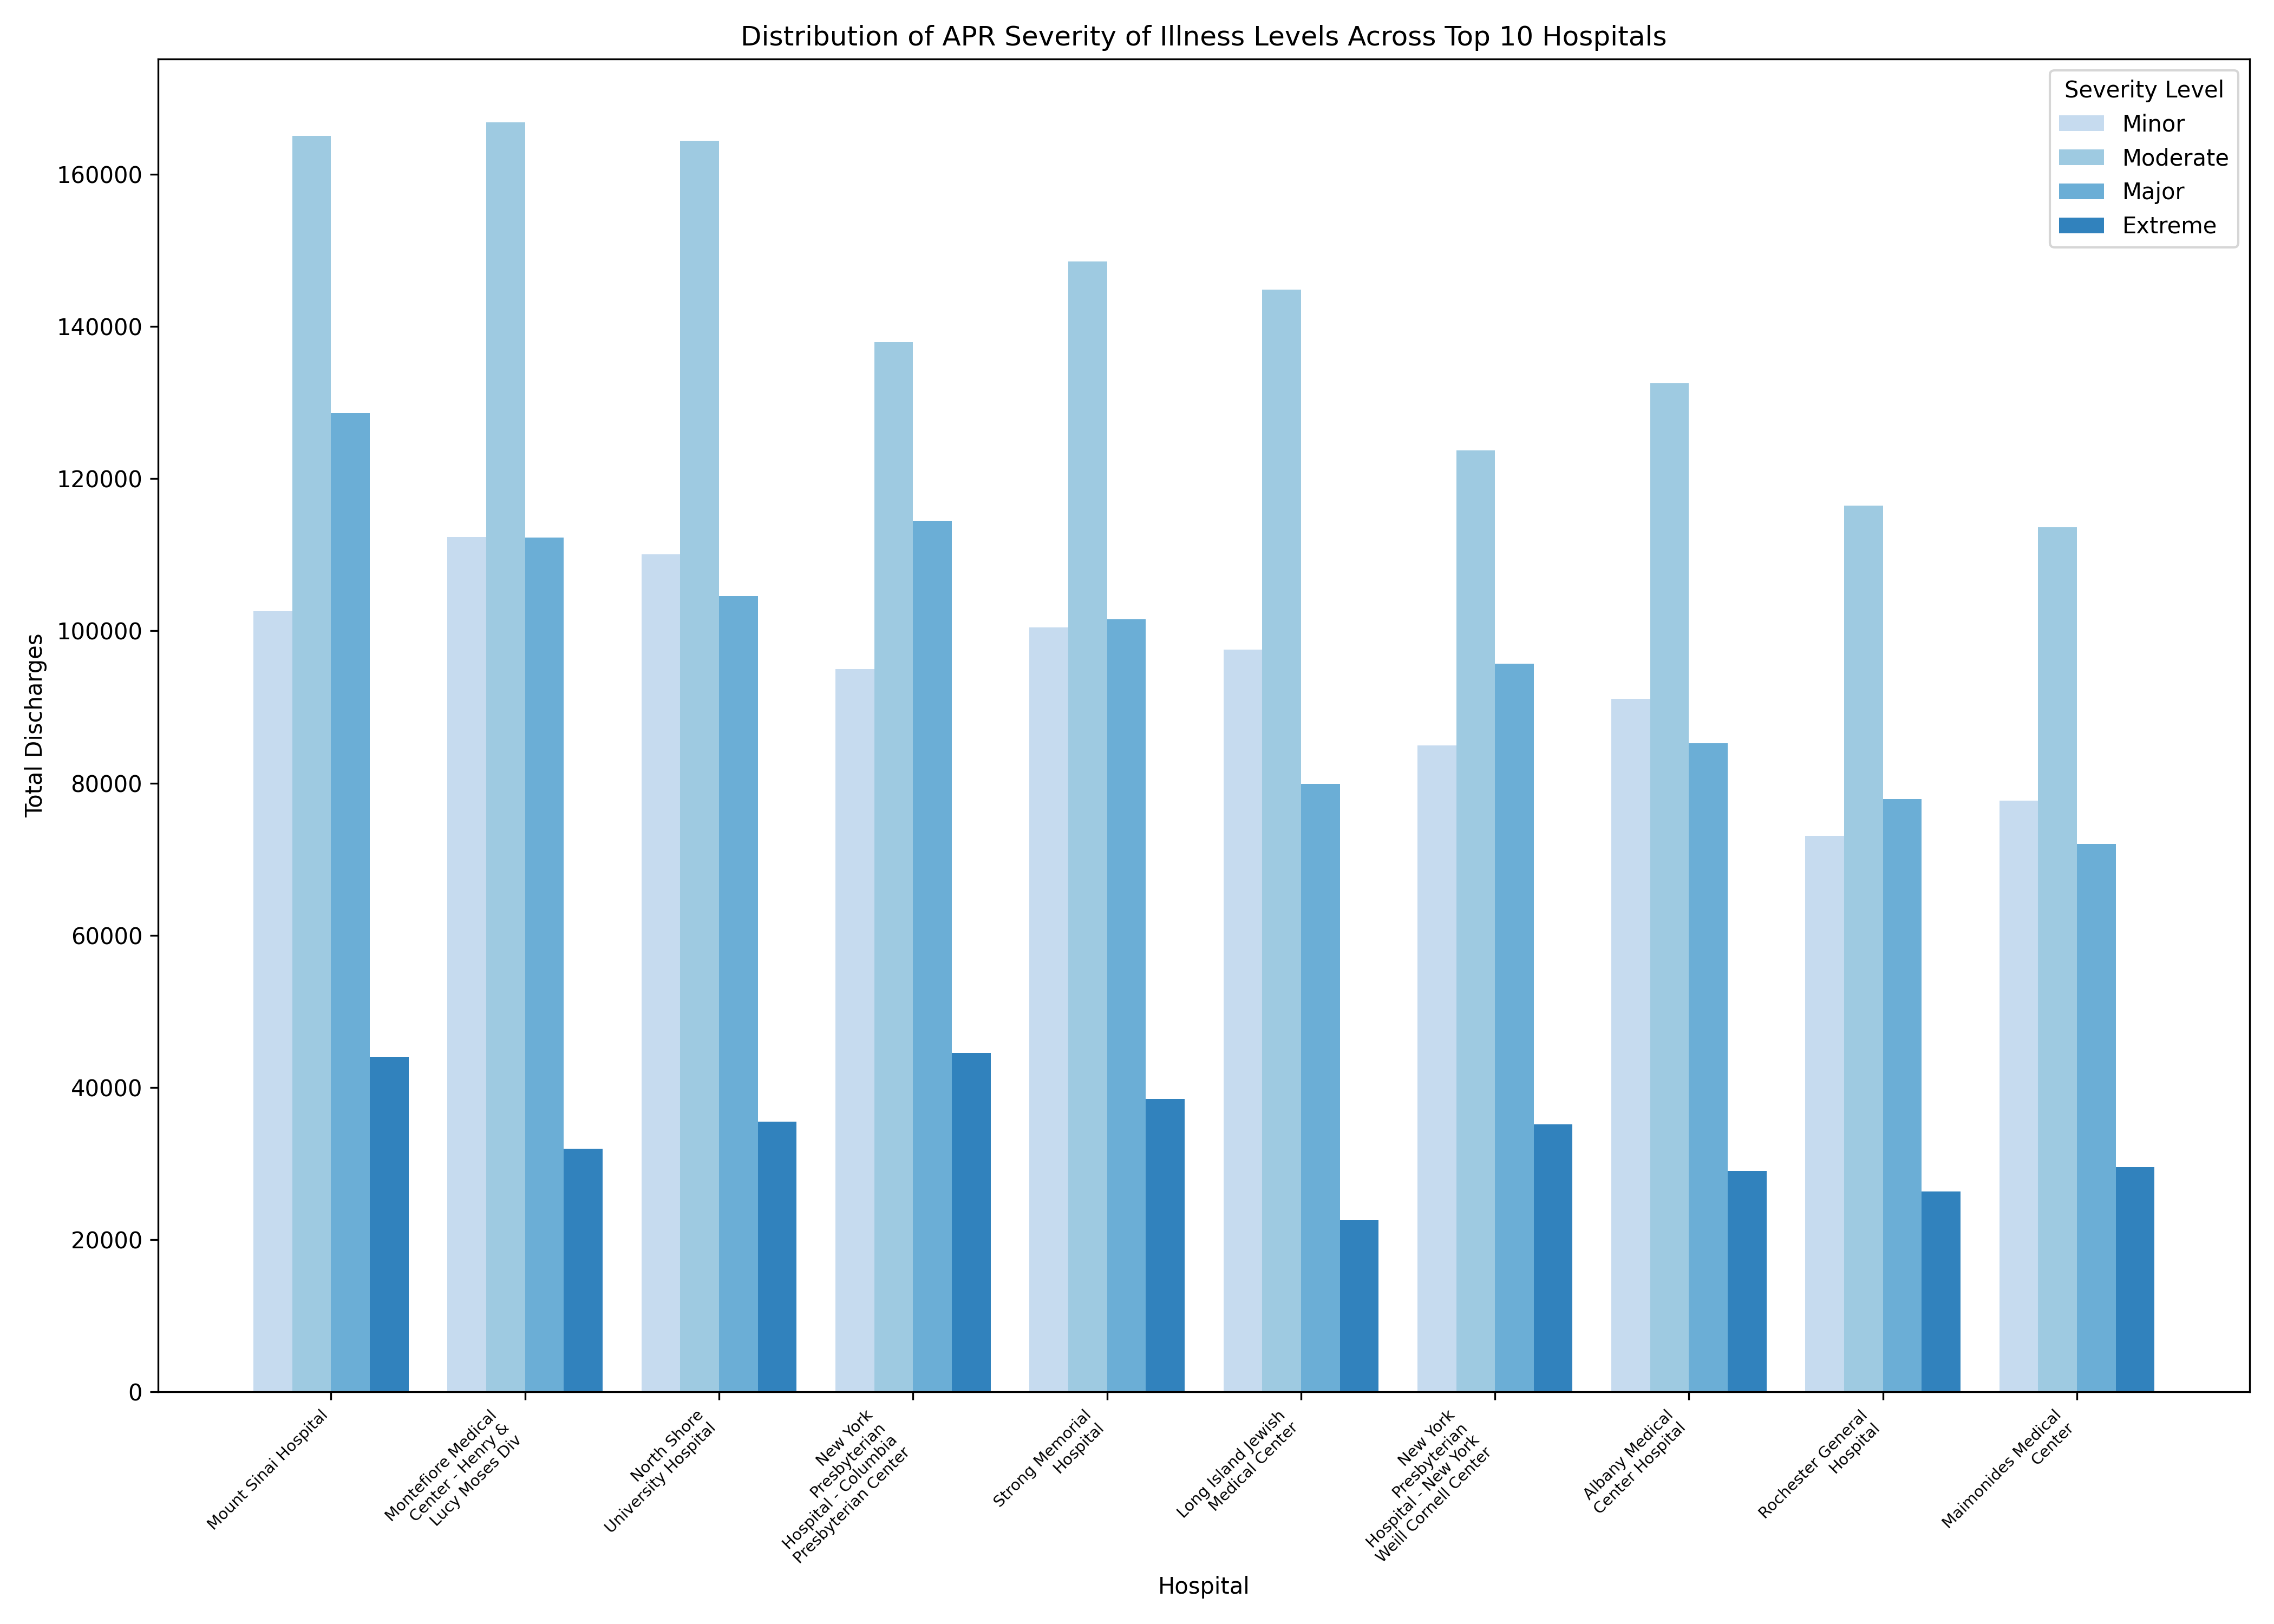 Distribution of APR Severity of Illness Levels Across Top 10 Hospitals
Severity Level
Minor
Moderate
Major
Extreme
Total Discharges
160000
140000
120000
100000
80000
60000
40000
20000
0
Mount Sinai Hospital
Montefiore Medical
Center - Henry &
Lucy Moses Div
North Shore
University Hospital
New York
Presbyterian
Hospital - Columbia
Presbyterian Center
Strong Memorial
Hospital
Long Island Jewish
Medical Center
New York
Presbyterian
Hospital - New York
Weill Cornell Center
Albany Medical
Center Hospital
Rochester General
Hospital
Maimonides Medical
Center
Hospital